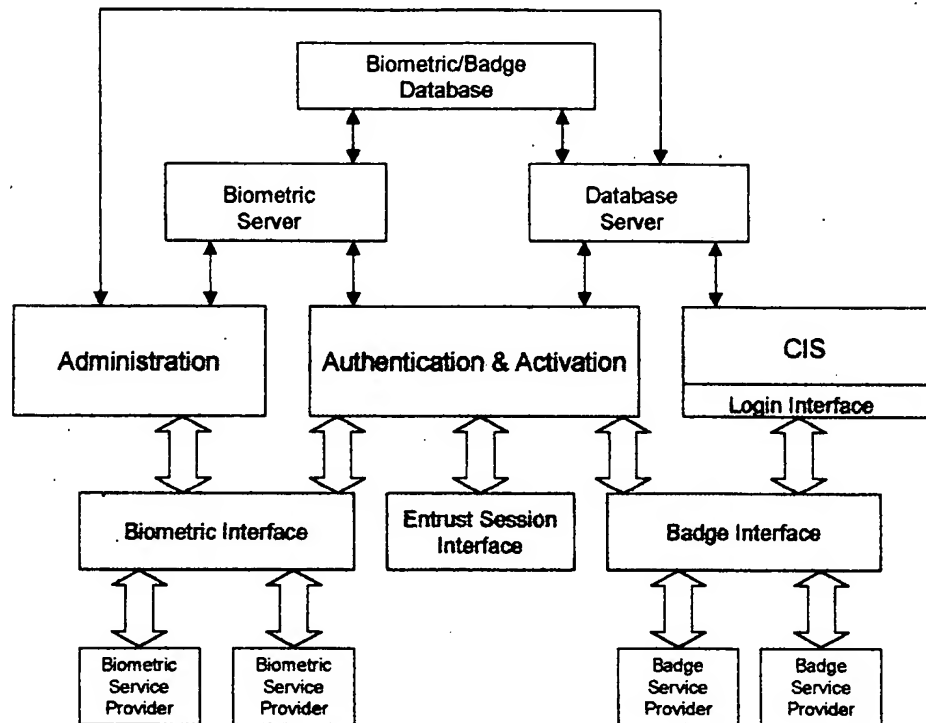 Biometric/Badge
Database
Biometric
Server
Database
Server
Administration
Authentication & Activation
CIS
Login Interface
Biometric Interface
Entrust Session
Interface
Badge Interface
Biometric
Service
Provider
Biometric
Service
Provider
Badge
Service
Provider
Badge
Service
Provider